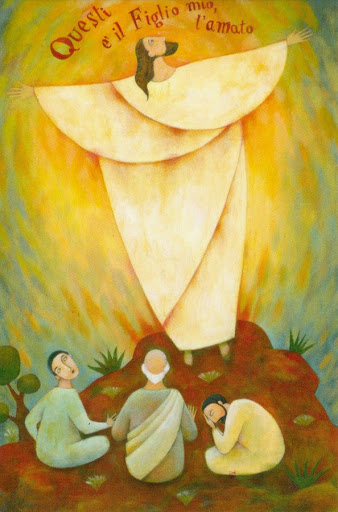 Questi è il Figlio mio,
l'amato